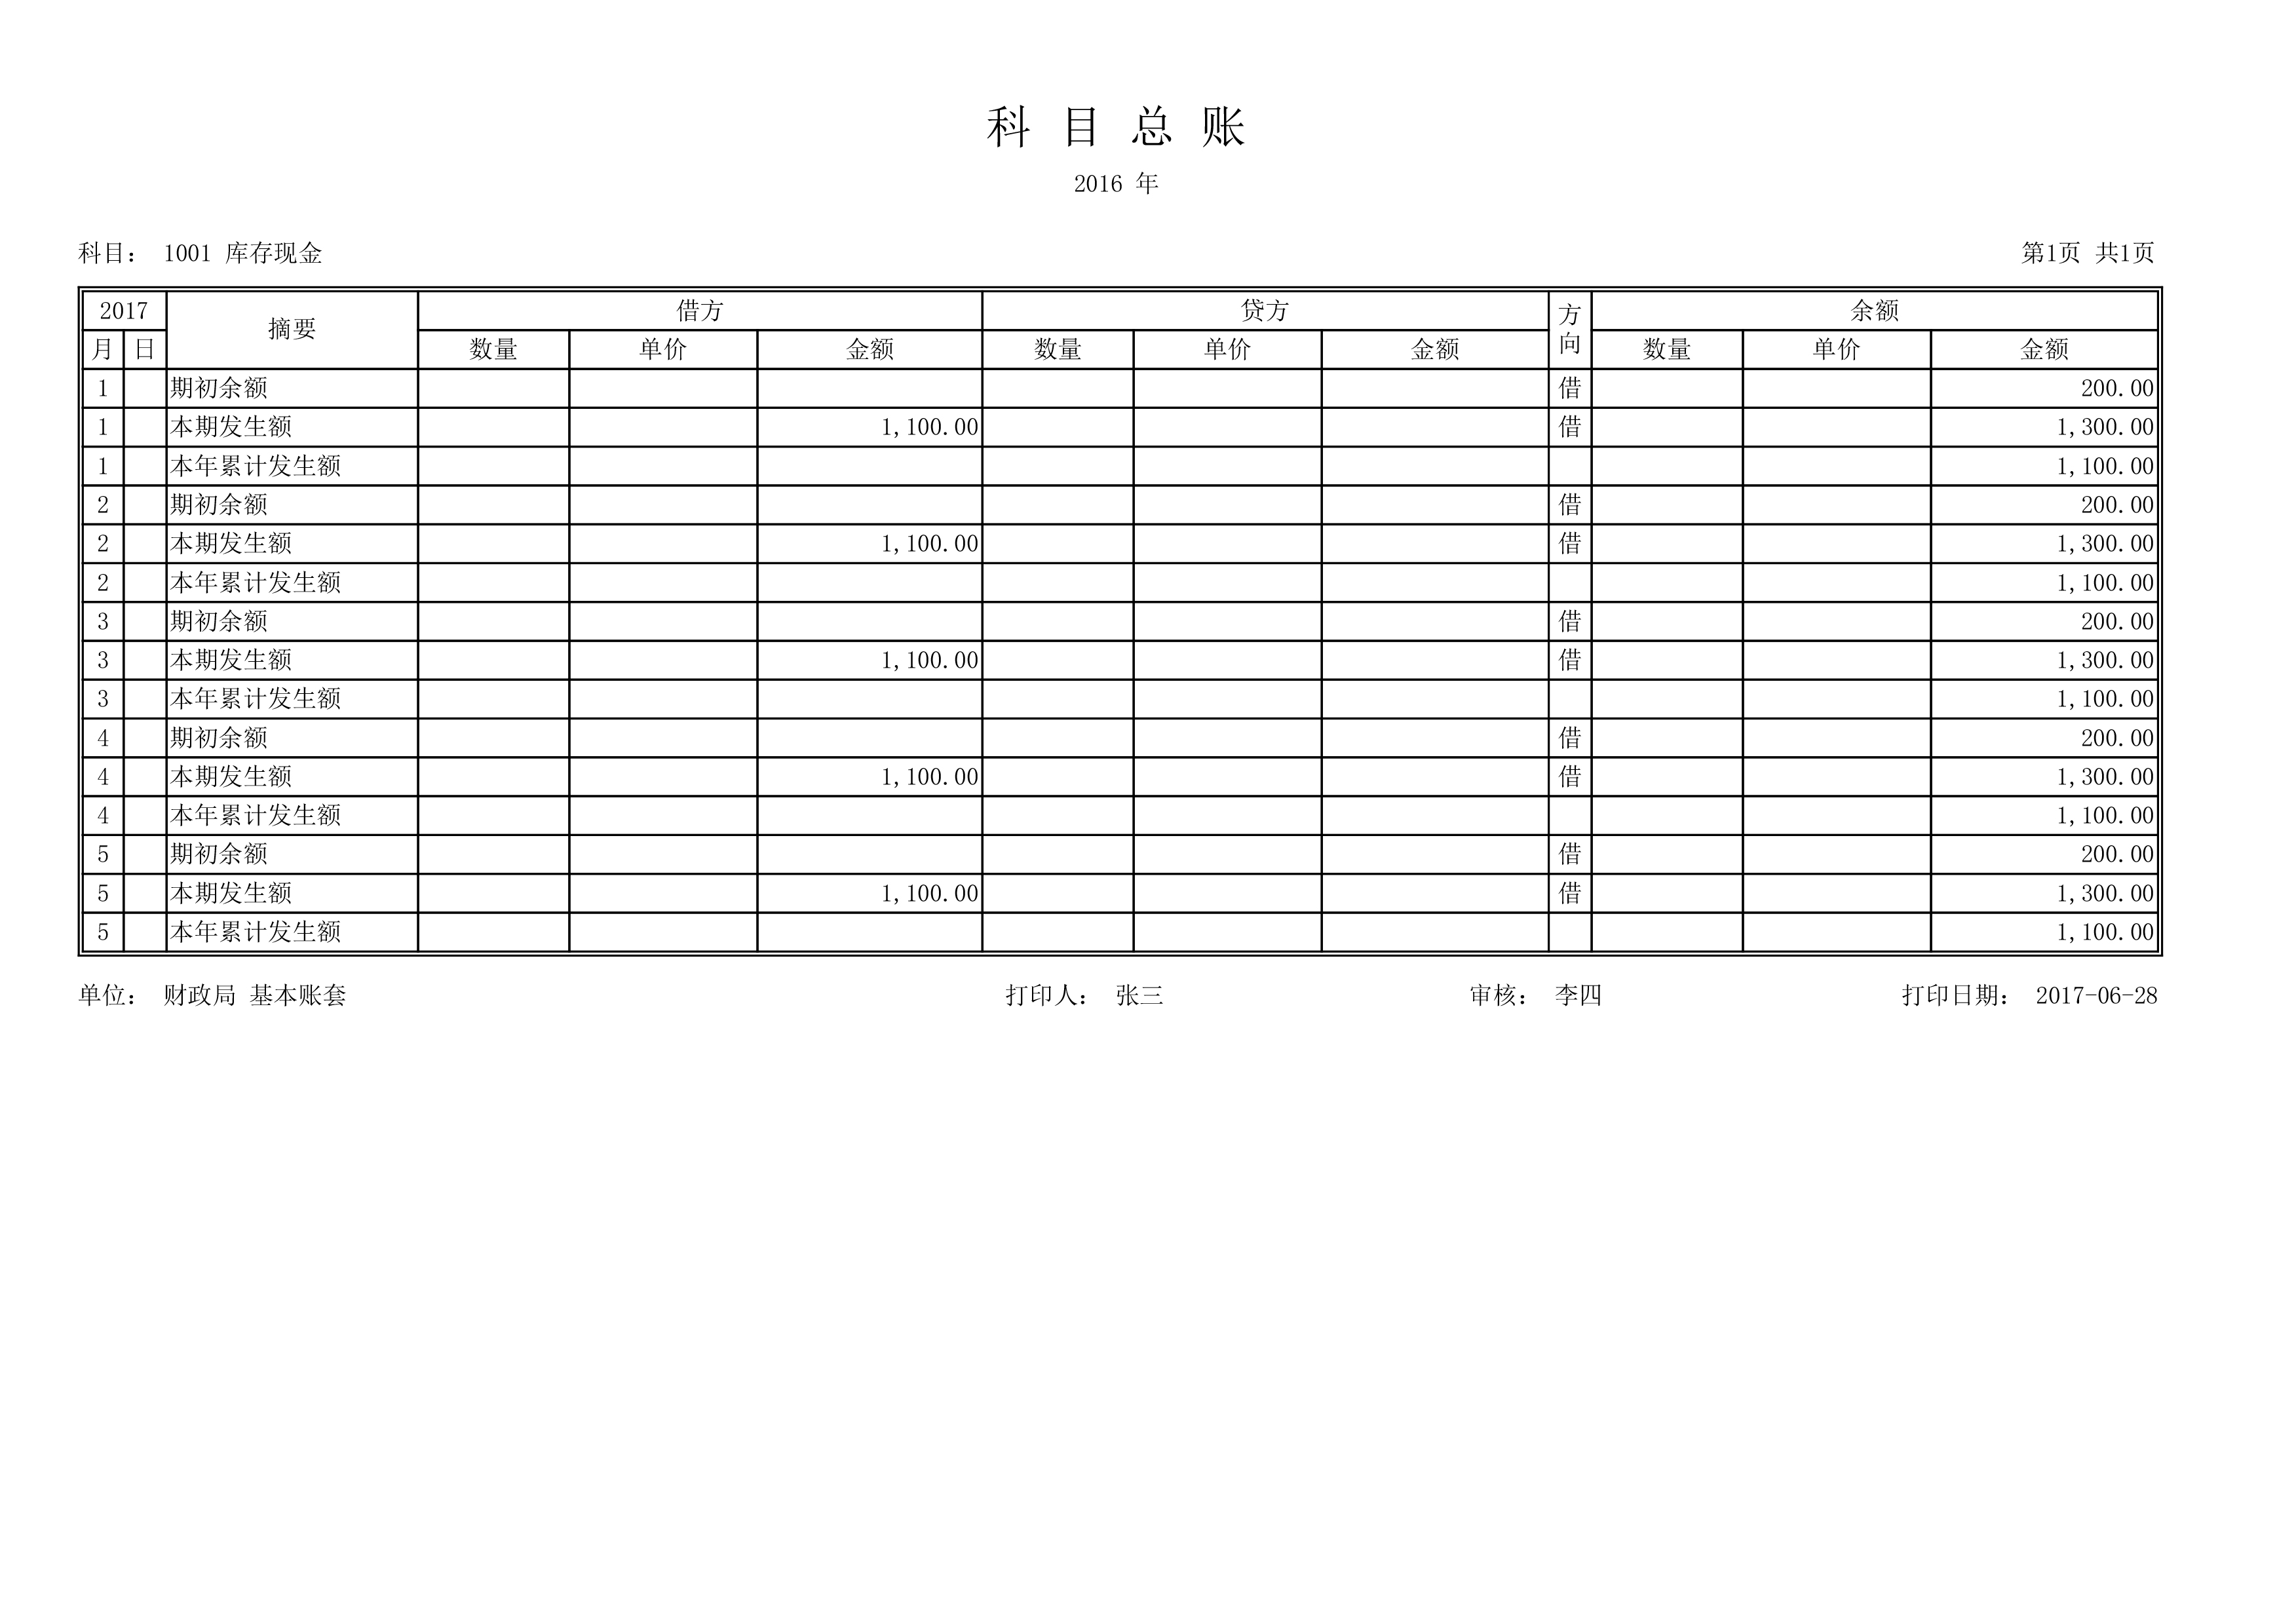 科 目 总 账
2016 年
科目： 1001 库存现金 第1页 共1页
2017 摘要 借方 贷方 方向 余额
月 日 数量 单价 金额 数量 单价 金额 数量 单价 金额
1 期初余额 借 200.00
1 本期发生额 1,100.00 借 1,300.00
1 本年累计发生额 1,100.00
2 期初余额 借 200.00
2 本期发生额 1,100.00 借 1,300.00
2 本年累计发生额 1,100.00
3 期初余额 借 200.00
3 本期发生额 1,100.00 借 1,300.00
3 本年累计发生额 1,100.00
4 期初余额 借 200.00
4 本期发生额 1,100.00 借 1,300.00
4 本年累计发生额 1,100.00
5 期初余额 借 200.00
5 本期发生额 1,100.00 借 1,300.00
5 本年累计发生额 1,100.00
单位： 财政局 基本账套 打印人： 张三 审核： 李四 打印日期： 2017-06-28